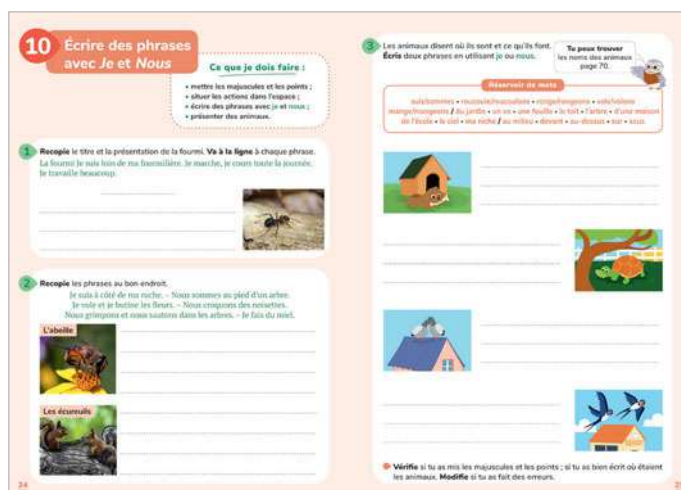 10 Écrire des phrases
avec Je et Nous
Ce que je dois faire :
• mettre les majuscules et les points ;
• situer les actions dans l'espace ;
• écrire des phrases avec je et nous ;
• présenter des animaux.
1 Recopie le titre et la présentation de la fourmi. Va à la ligne à chaque phrase.
La fourmi Je suis loin de ma fourmilière. Je marche, je cours toute la journée.
Je travaille beaucoup.
2 Recopie les phrases au bon endroit.
Je suis à côté de ma ruche. – Nous sommes au pied d'un arbre.
Je vole et je butine les fleurs. – Nous croquons des noisettes.
Nous grimpons et nous sautons dans les arbres. – Je fais du miel.
L'abeille
Les écureuils
24
3 Les animaux disent où ils sont et ce qu'ils font.
Écris deux phrases en utilisant je ou nous.
Tu peux trouver
les noms des animaux
page 70.
Réservoir de mots
suis/sommes • roucoule/roucoulons • ronge/rongeons • vole/volons
mange/mangeons / du jardin • un os • une feuille • le toit • l'arbre • d'une maison
de l'école • le ciel • ma niche / au milieu • devant • au-dessus • sur • sous
Vérifie si tu as mis les majuscules et les points ; si tu as bien écrit où étaient
les animaux. Modifie si tu as fait des erreurs.